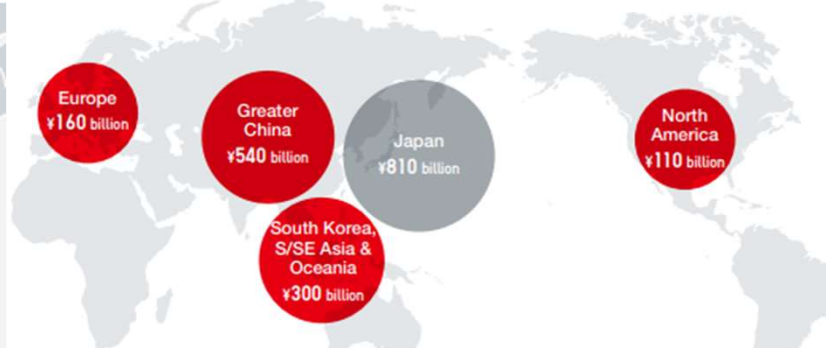 Europe
¥160 billion
Greater
China
¥540 billion
Japan
¥810 billion
South Korea,
S/SE Asia &
Oceania
¥300 billion
North
America
¥110 billion